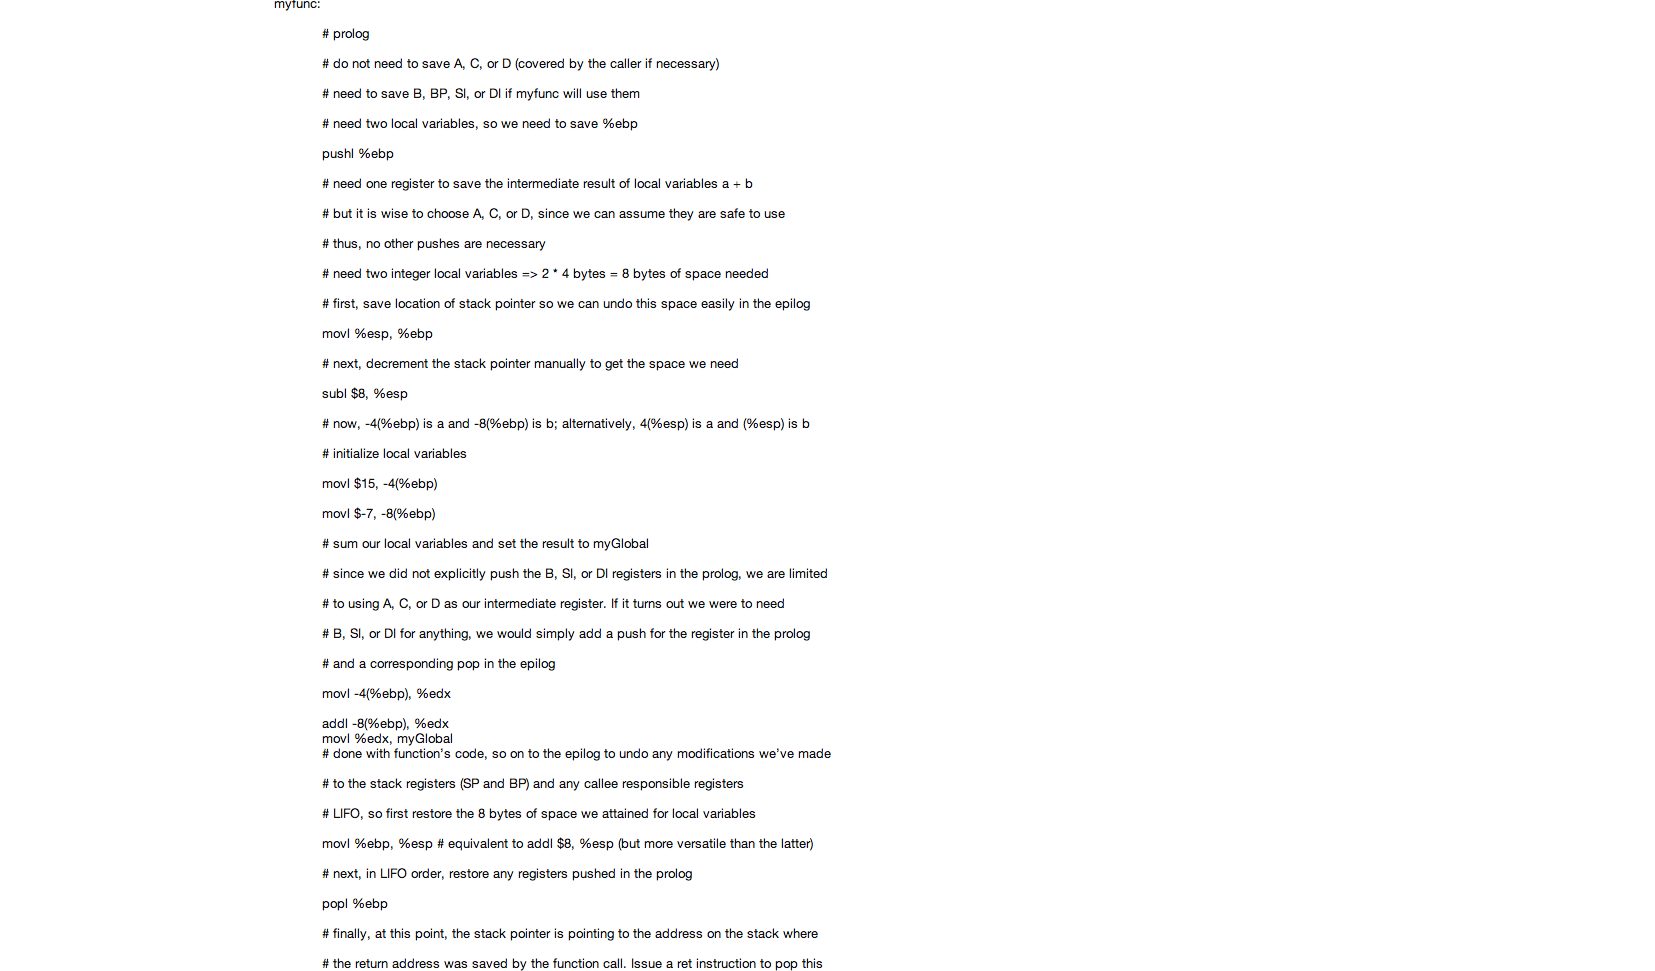 myfunc:
# prolog
# do not need to save A, C, or D (covered by the caller if necessary)
# need to save B, BP, SI, or DI if myfunc will use them
# need two local variables, so we need to save %ebp
pushl %ebp
# need one register to save the intermediate result of local variables a + b
# but it is wise to choose A, C, or D, since we can assume they are safe to use
# thus, no other pushes are necessary
# need two integer local variables => 2 * 4 bytes = 8 bytes of space needed
# first, save location of stack pointer so we can undo this space easily in the epilog
movl %esp, %ebp
# next, decrement the stack pointer manually to get the space we need
subl $8, %esp
# now, -4(%ebp) is a and -8(%ebp) is b; alternatively, 4(%esp) is a and (%esp) is b
# initialize local variables
movl $15, -4(%ebp)
movl $-7, -8(%ebp)
# sum our local variables and set the result to myGlobal
# since we did not explicitly push the B, SI, or DI registers in the prolog, we are limited
# to using A, C, or D as our intermediate register. If it turns out we were to need
# B, SI, or DI for anything, we would simply add a push for the register in the prolog
# and a corresponding pop in the epilog
movl -4(%ebp), %edx
addl -8(%ebp), %edx
movl %edx, myGlobal
# done with function's code, so on to the epilog to undo any modifications we've made
# to the stack registers (SP and BP) and any callee responsible registers
# LIFO, so first restore the 8 bytes of space we attained for local variables
movl %ebp, %esp # equivalent to addl $8, %esp (but more versatile than the latter)
# next, in LIFO order, restore any registers pushed in the prolog
popl %ebp
# finally, at this point, the stack pointer is pointing to the address on the stack where
# the return address was saved by the function call. Issue a ret instruction to pop this